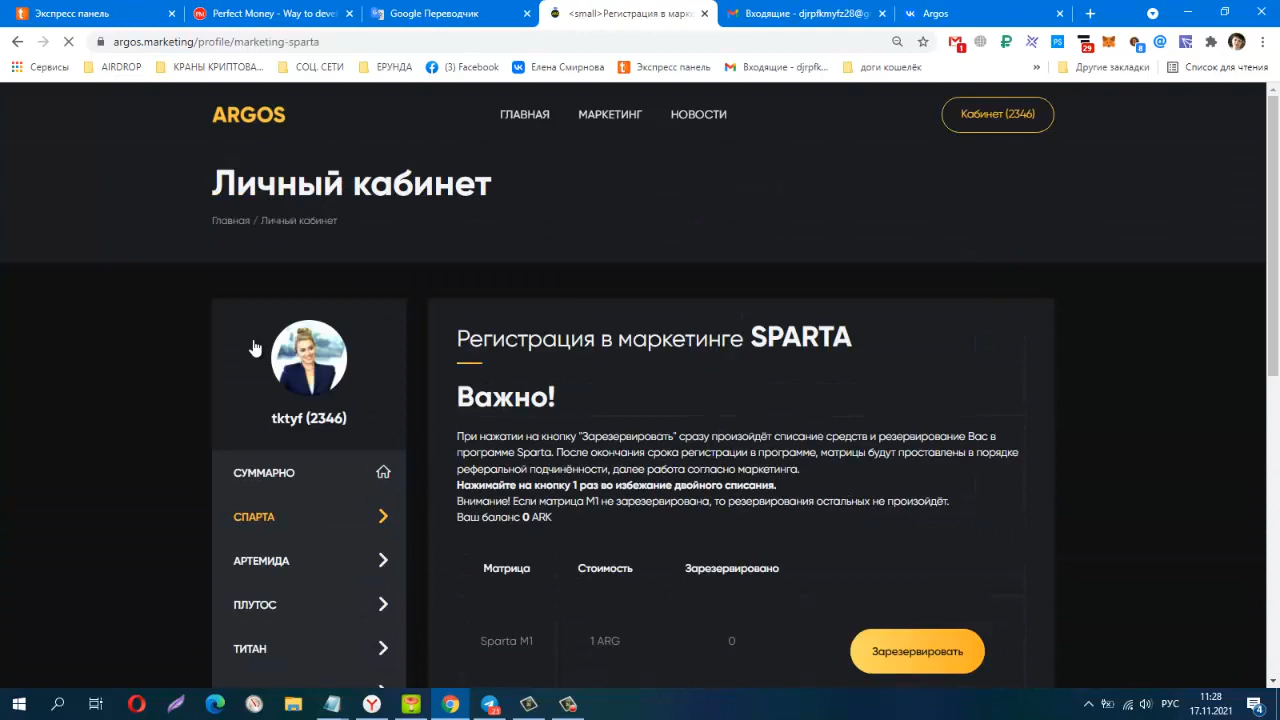 Экспресс панель
Perfect Money - Way to devel
Google Переводчик
<small>Регистрация в марке
Входящие - djrpfkmyfz28@g
Argos
argos.marketing/profile/marketing-sparta
Сервисы
AIRDROP
КРАНЫ КРИПТОВА...
СОЦ. СЕТИ
ЕРУНДА
(3) Facebook
Елена Смирнова
Экспресс панель
Входящие - djrpfk...
доги кошелёк
Другие закладки
Список для чтения
ARGOS
ГЛАВНАЯ
МАРКЕТИНГ
НОВОСТИ
Кабинет (2346)
Личный кабинет
Главная / Личный кабинет
tktyf (2346)
СУММАРНО
СПАРТА
АРТЕМИДА
ПЛУТОС
ТИТАН
Регистрация в маркетинге SPARTA
Важно!
При нажатии на кнопку "Зарезервировать" сразу произойдёт списание средств и резервирование Вас в
программе Sparta. После окончания срока регистрации в программе, матрицы будут проставлены в порядке
реферальной подчинённости, далее работа согласно маркетинга.
Нажимайте на кнопку 1 раз во избежание двойного списания.
Внимание! Если матрица М1 не зарезервирована, то резервирования остальных не произойдёт.
Ваш баланс 0 ARK
Матрица Стоимость Зарезервировано
Sparta M1 1 ARG 0 Зарезервировать
РУС
11:28
17.11.2021